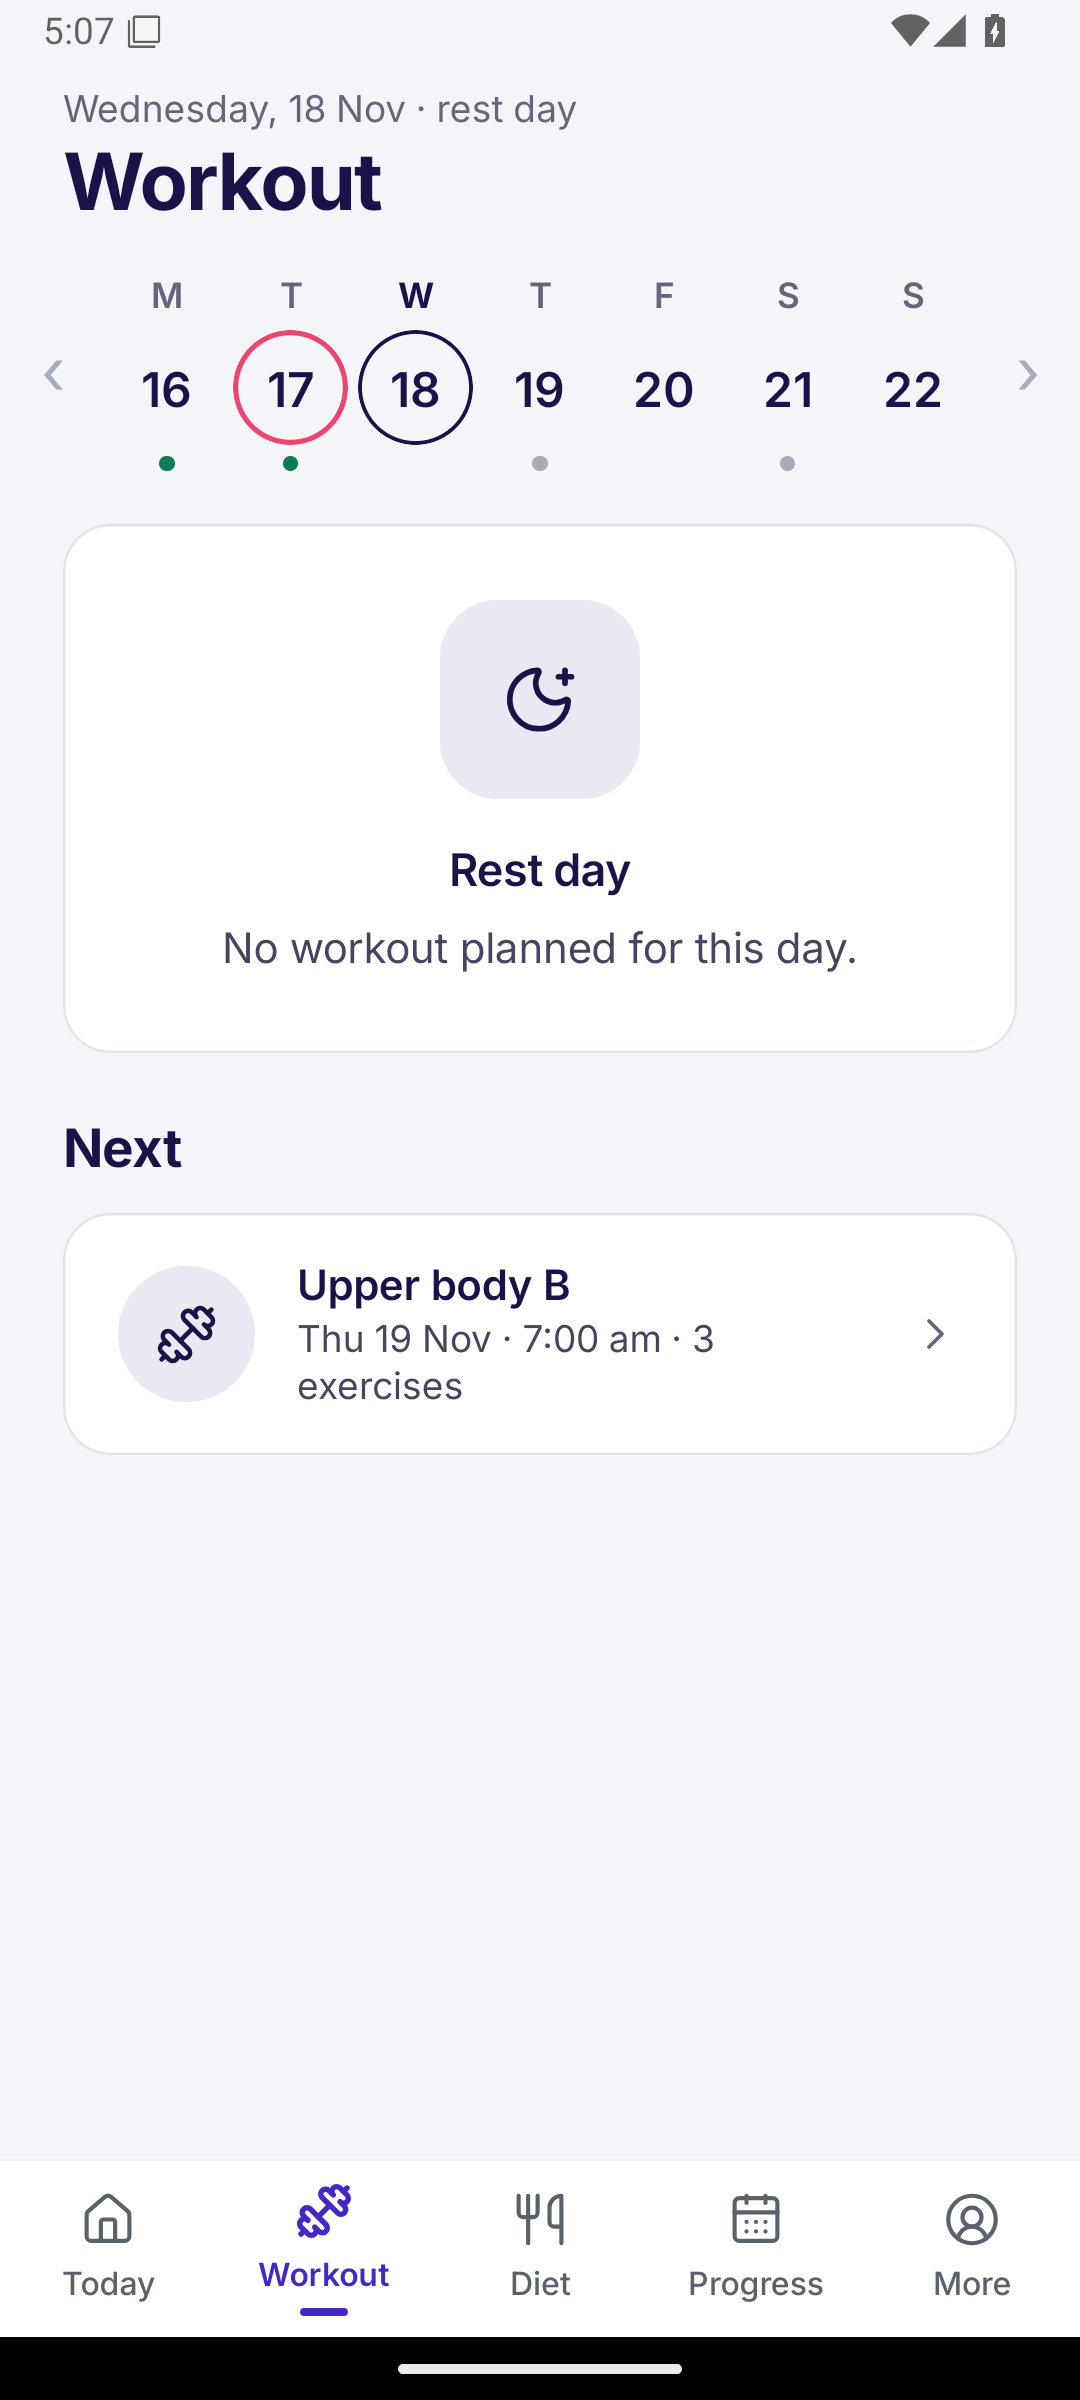 5:07
Wednesday, 18 Nov · rest day
Workout
M T W T F S S
16 17 18 19 20 21 22
Rest day
No workout planned for this day.
Next
Upper body B
Thu 19 Nov · 7:00 am · 3
exercises
Today Workout Diet Progress More